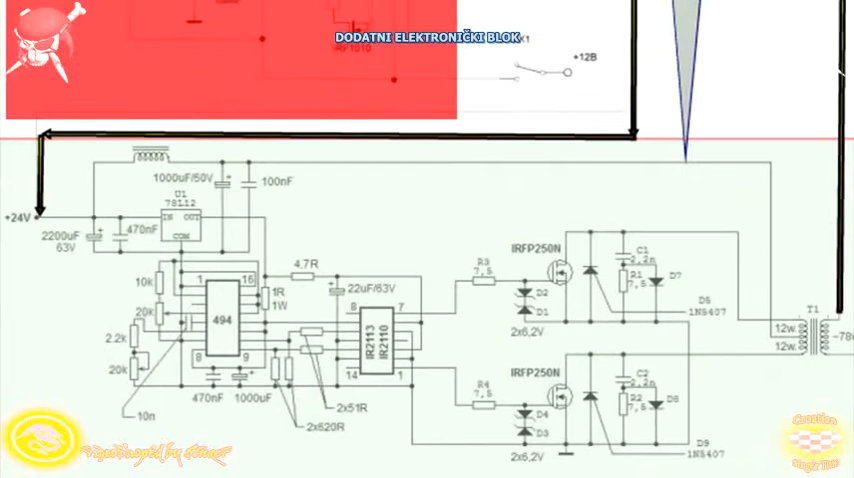 DODATNI ELEKTRONIČKI BLOK
IRF1010
+12B
1000uF/50V
+
100nF
U1
78L12
IN OUT
COM
+24V
2200uF
63V
+
470nF
10k
20k
2.2k
20k
10n
1
16
494
8
9
1R
1W
4,7R
+
22uF/63V
8
7
IR2113
IR2110
14
1
470nF
1000uF
+
2x51R
2x620R
R3
7,5
IRFP250N
D2
D1
2x6,2V
C1
2,2n
R1
7,5
D7
D5
1N5407
R4
7,5
IRFP250N
D4
D3
2x6,2V
C2
2,2n
R2
7,5
D8
D9
1N5407
T1
12w
12w
~78v
Croatian